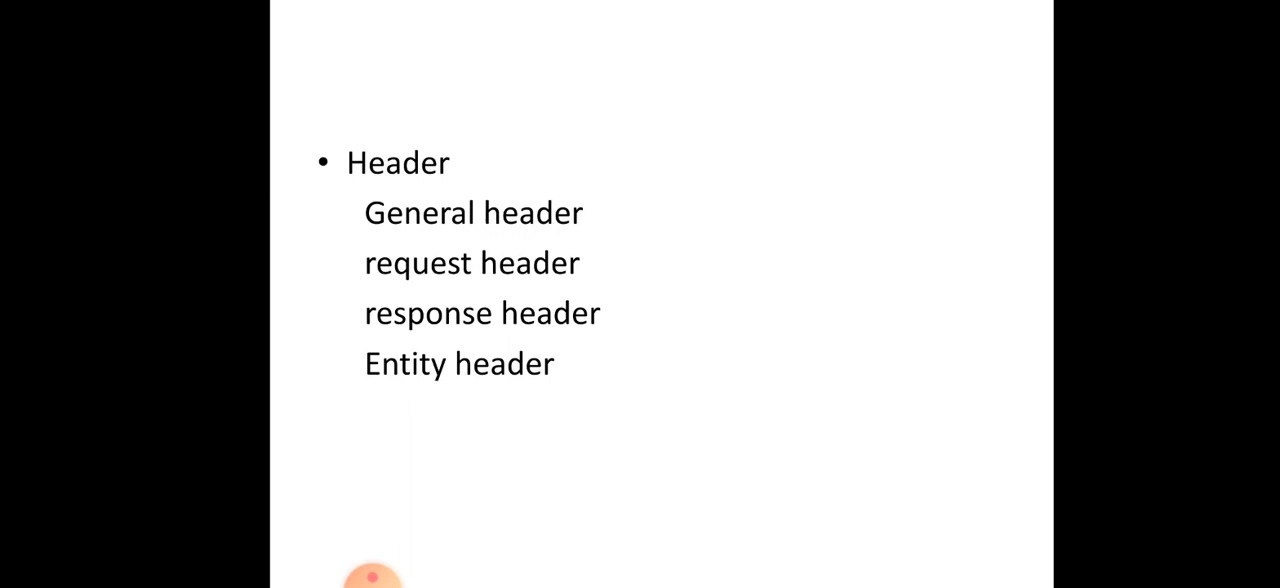 • Header
General header
request header
response header
Entity header